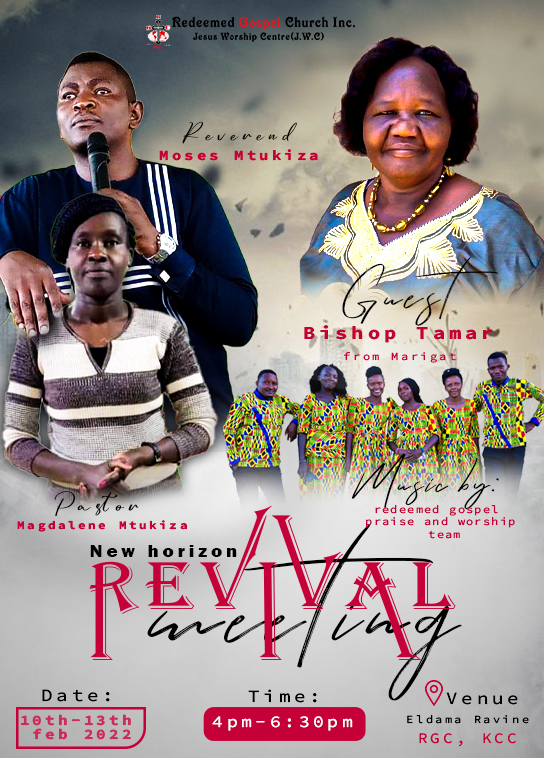 Redeemed Gospel Church Inc.
Jesus Worship Centre(J.W.C)
Reverend
Moses Mtukiza
Guest
Bishop Tamar
from Marigat
Music by:
redeemed gospel
praise and worship
team
Pastor
Magdalene Mtukiza
New horizon
REVIVAL
meeting
Date:
10th-13th
feb 2022
Time:
4pm-6:30pm
Venue
Eldama Ravine
RGC, KCC